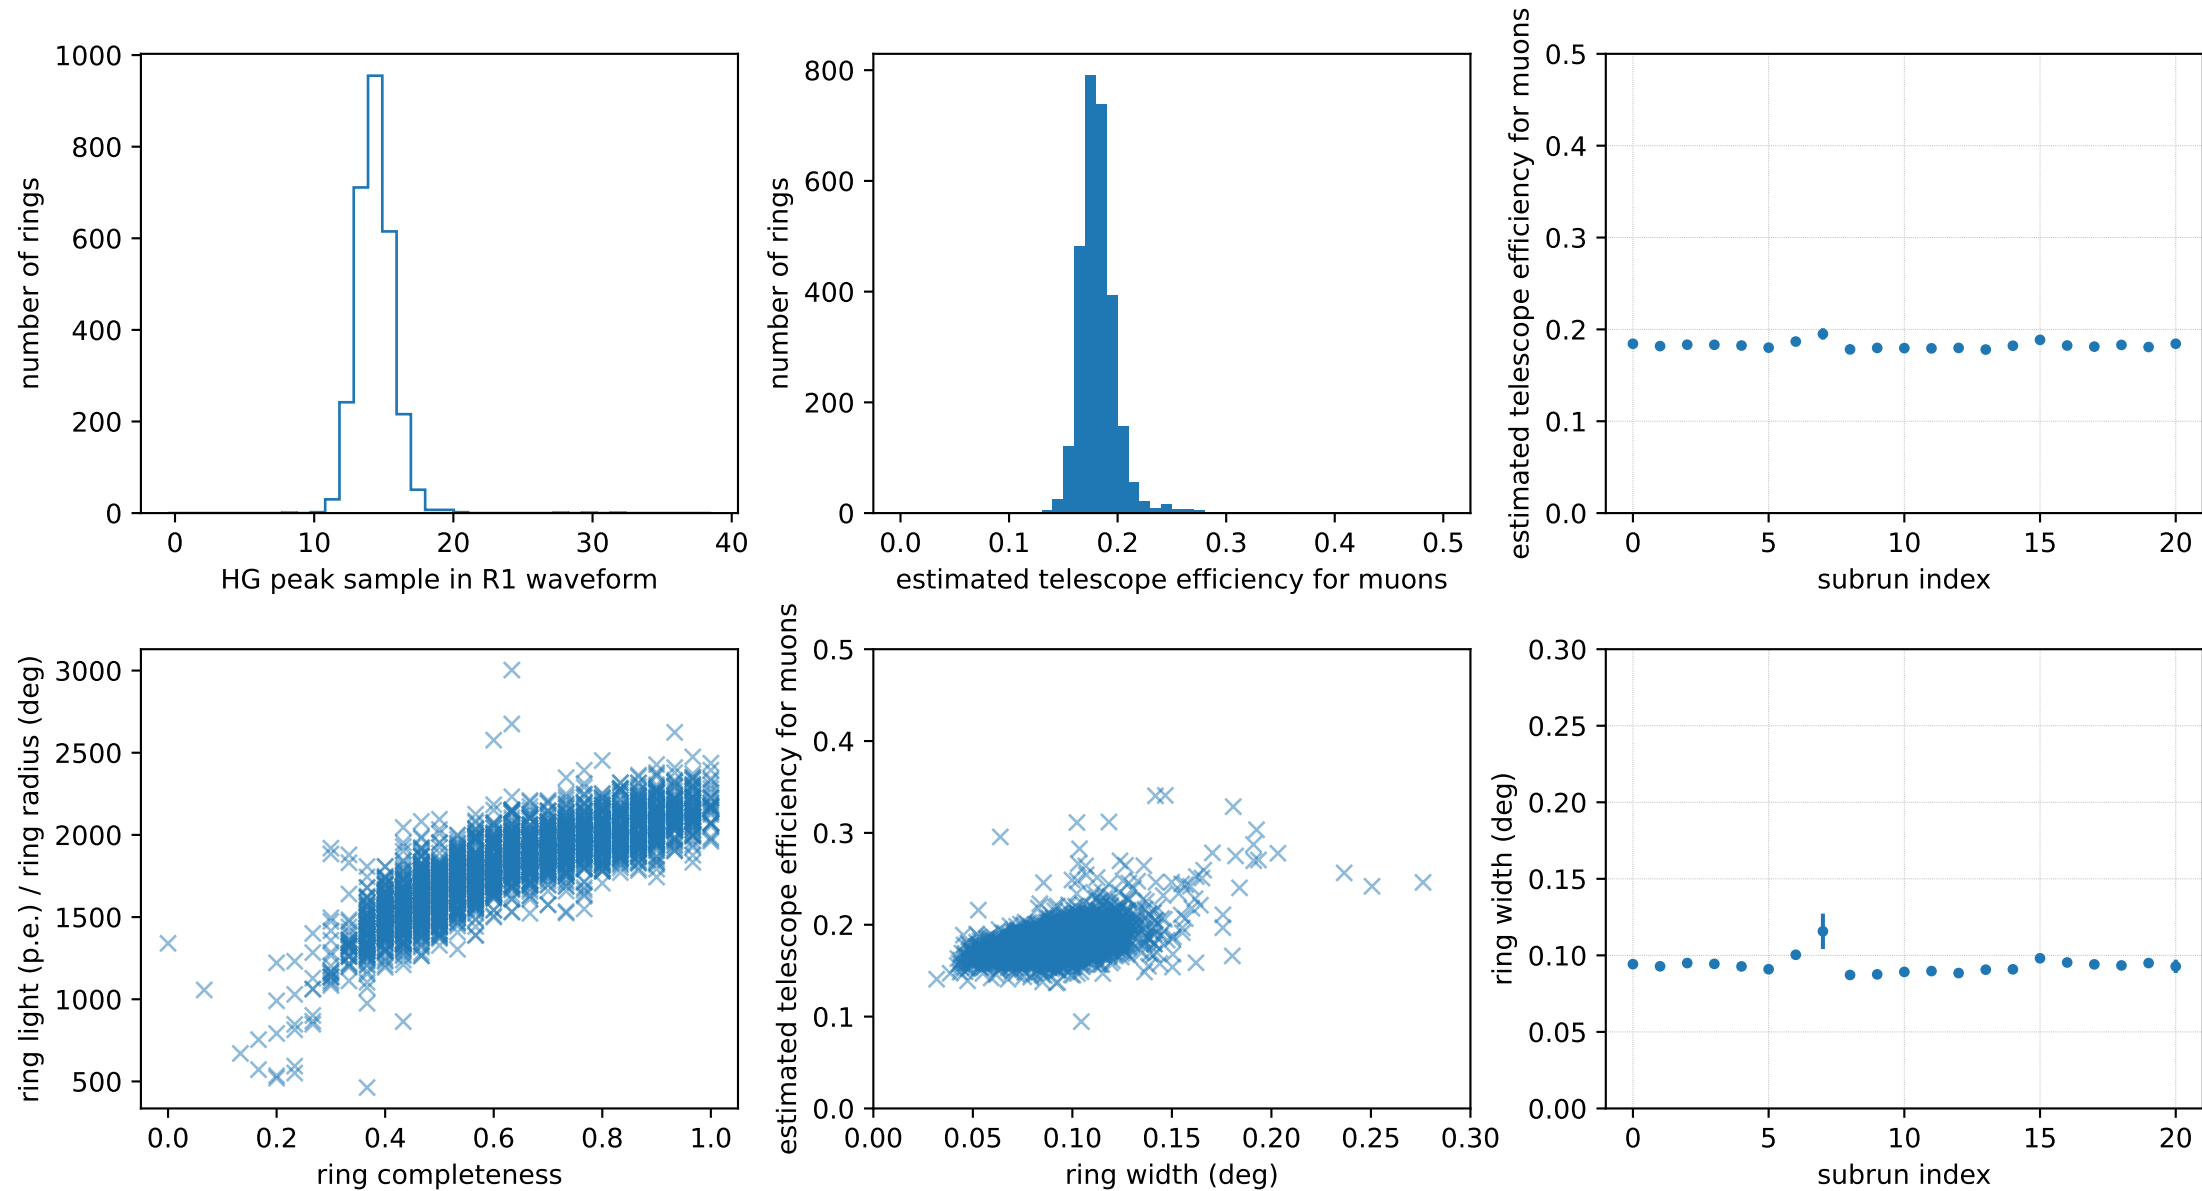 1000
800
600
400
200
0
number of rings
0 10 20 30 40
HG peak sample in R1 waveform
800
600
400
200
0
number of rings
0.0 0.1 0.2 0.3 0.4 0.5
estimated telescope efficiency for muons
0.5
0.4
0.3
0.2
0.1
0.0
estimated telescope efficiency for muons
0 5 10 15 20
subrun index
3000
2500
2000
1500
1000
500
ring light (p.e.) / ring radius (deg)
0.0 0.2 0.4 0.6 0.8 1.0
ring completeness
0.5
0.4
0.3
0.2
0.1
0.0
estimated telescope efficiency for muons
0.00 0.05 0.10 0.15 0.20 0.25 0.30
ring width (deg)
0.30
0.25
0.20
0.15
0.10
0.05
0.00
ring width (deg)
0 5 10 15 20
subrun index